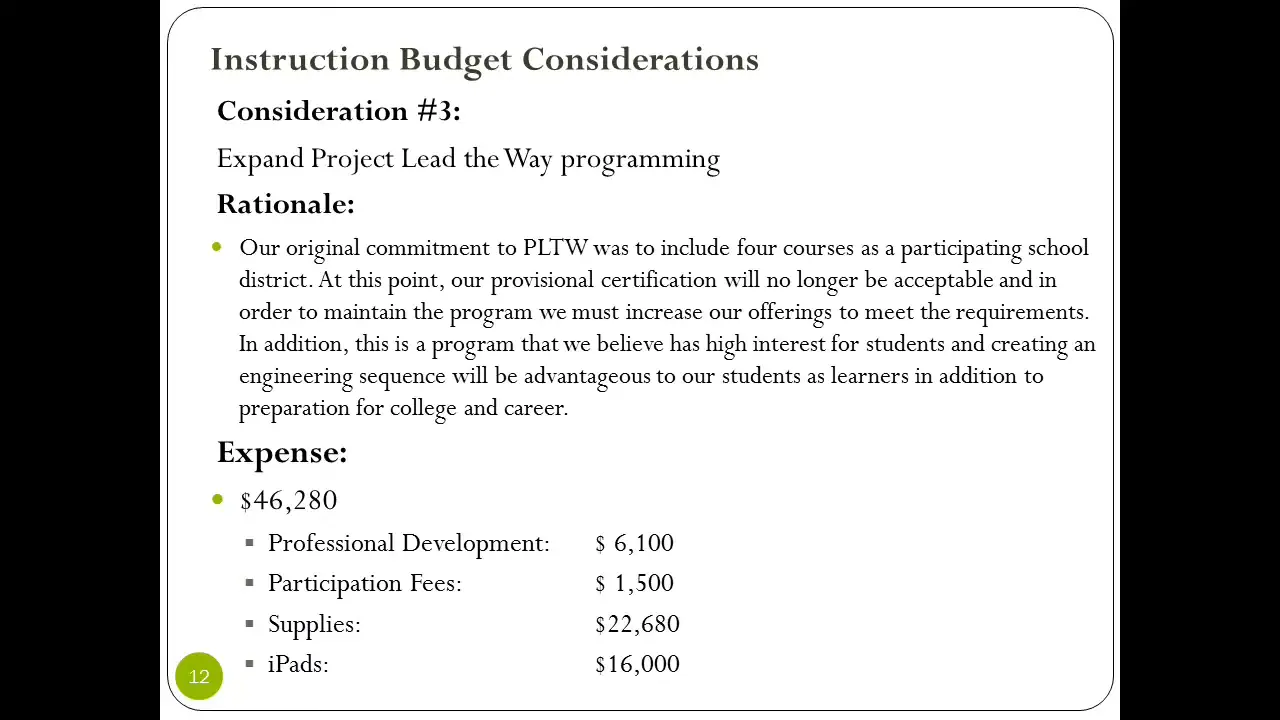 Instruction Budget Considerations
Consideration #3:
Expand Project Lead the Way programming
Rationale:
• Our original commitment to PLTW was to include four courses as a participating school
district. At this point, our provisional certification will no longer be acceptable and in
order to maintain the program we must increase our offerings to meet the requirements.
In addition, this is a program that we believe has high interest for students and creating an
engineering sequence will be advantageous to our students as learners in addition to
preparation for college and career.
Expense:
• $46,280
▪ Professional Development: $ 6,100
▪ Participation Fees: $ 1,500
▪ Supplies: $22,680
▪ iPads: $16,000
12